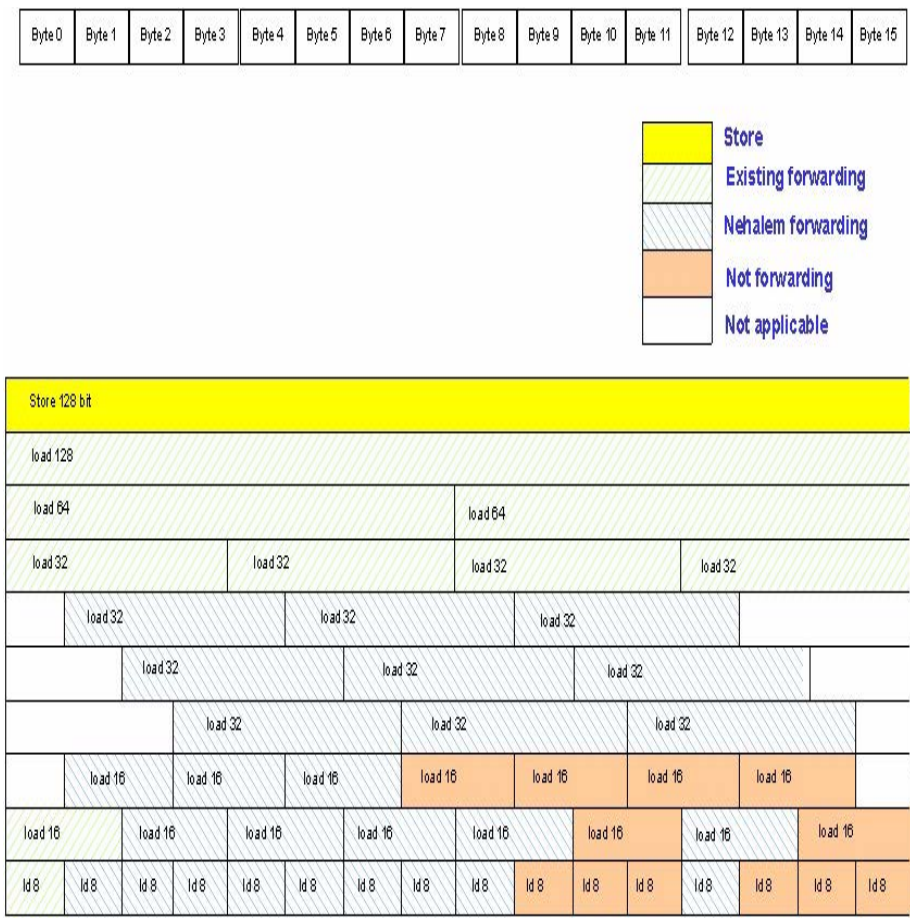 Byte 0 Byte 1 Byte 2 Byte 3 Byte 4 Byte 5 Byte 6 Byte 7 Byte 8 Byte 9 Byte 10 Byte 11 Byte 12 Byte 13 Byte 14 Byte 15
Store
Existing forwarding
Nehalem forwarding
Not forwarding
Not applicable
Store 128 bit
load 128
load 64 load 64
load 32 load 32 load 32 load 32
load 32 load 32 load 32
load 32 load 32 load 32
load 32 load 32 load 32
load 16 load 16 load 16 load 16 load 16 load 16 load 16
load 16 load 16 load 16 load 16 load 16 load 16 load 16 load 16
ld 8 ld 8 ld 8 ld 8 ld 8 ld 8 ld 8 ld 8 ld 8 ld 8 ld 8 ld 8 ld 8 ld 8 ld 8 ld 8